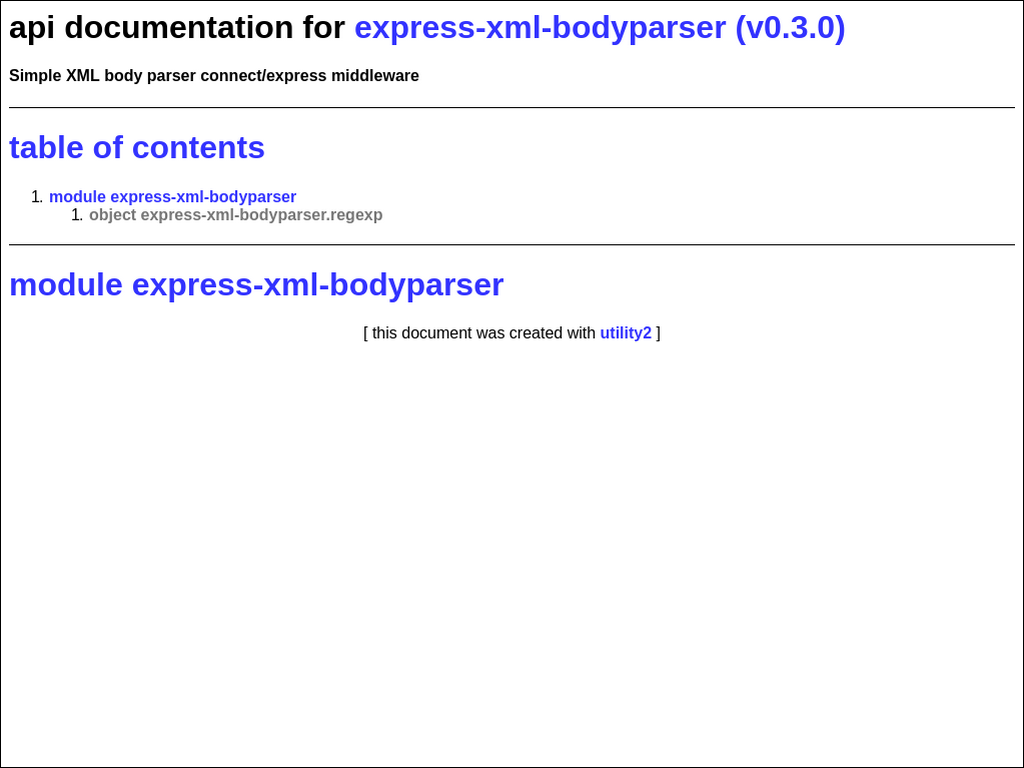 api documentation for express-xml-bodyparser (v0.3.0)
Simple XML body parser connect/express middleware
table of contents
1. module express-xml-bodyparser
1. object express-xml-bodyparser.regexp
module express-xml-bodyparser
[ this document was created with utility2 ]